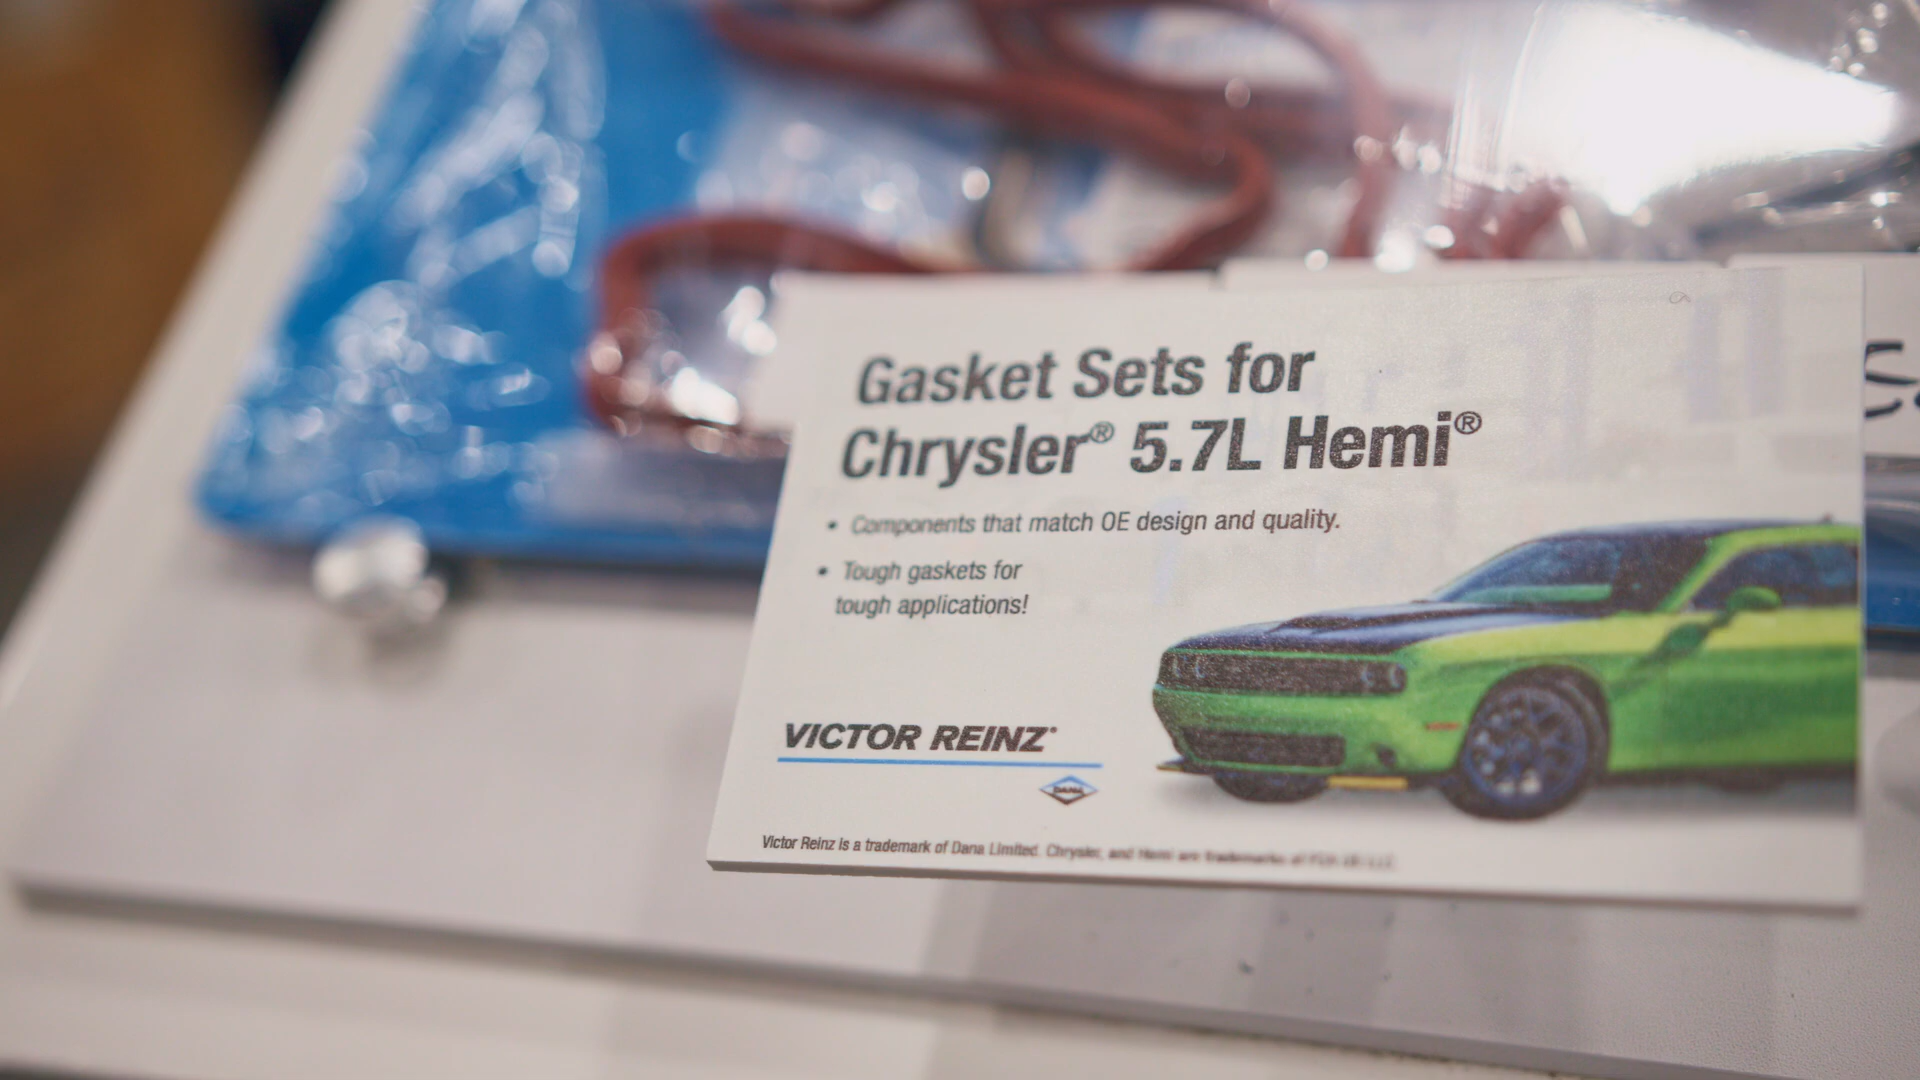 Gasket Sets for
Chrysler® 5.7L Hemi®
• Components that match OE design and quality.
• Tough gaskets for
tough applications!
VICTOR REINZ®
DANA
Victor Reinz is a trademark of Dana Limited. Chrysler, and Hemi are trademarks of FCA US LLC.